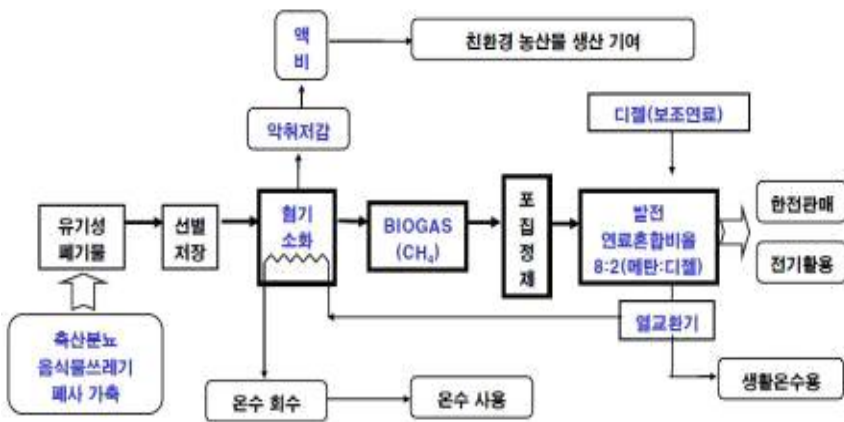 액
비
친환경 농산물 생산 기여
악취저감
디젤(보조연료)
유기성
폐기물
선별
저장
혐기
소화
BIOGAS
(CH₄)
포
집
정
제
발전
연료혼합비율
8:2(메탄:디젤)
한전판매
전기활용
열교환기
축산분뇨
음식물쓰레기
폐사 가축
온수 회수
온수 사용
생활온수용